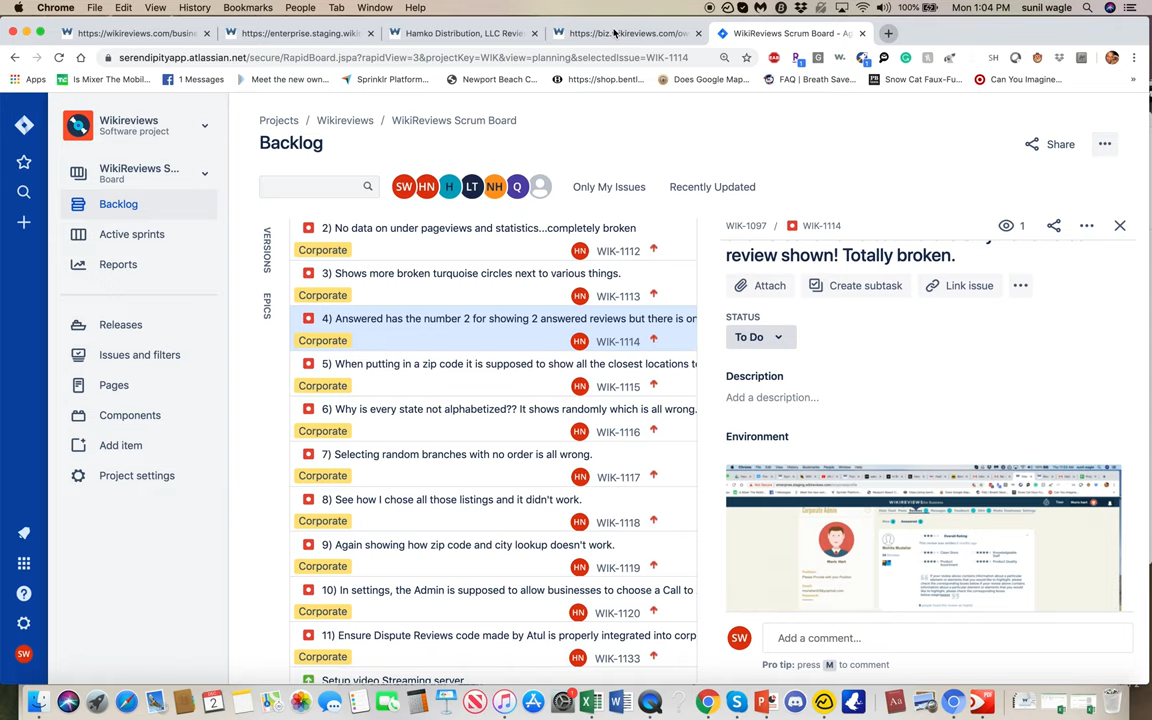 Chrome File Edit View History Bookmarks People Tab Window Help 100% Mon 1:04 PM sunil wagle
https://wikireviews.com/busin
https://enterprise.staging.wiki
Hamko Distribution, LLC Revie
https://biz.wikireviews.com/ow
WikiReviews Scrum Board - Ag
serendipityapp.atlassian.net/secure/RapidBoard.jspa?rapidView=3&projectKey=WIK&view=planning&selectedIssue=WIK-1114
Apps Is Mixer The Mobil... 1 Messages Meet the new own... Sprinklr Platform... Newport Beach C... https://shop.bentl... Does Google Map... FAQ | Breath Save... Snow Cat Faux-Fu... Can You Imagine...
Wikireviews
Software project
WikiReviews S...
Board
Backlog
Active sprints
Reports
Releases
Issues and filters
Pages
Components
Add item
Project settings
SW
Projects / Wikireviews / WikiReviews Scrum Board
Backlog
Share
SW HN H LT NH Q
Only My Issues Recently Updated
VERSIONS
EPICS
2) No data on under pageviews and statistics...completely broken
Corporate HN WIK-1112
3) Shows more broken turquoise circles next to various things.
Corporate HN WIK-1113
4) Answered has the number 2 for showing 2 answered reviews but there is on
Corporate HN WIK-1114
5) When putting in a zip code it is supposed to show all the closest locations t
Corporate HN WIK-1115
6) Why is every state not alphabetized?? It shows randomly which is all wrong.
Corporate HN WIK-1116
7) Selecting random branches with no order is all wrong.
Corporate HN WIK-1117
8) See how I chose all those listings and it didn't work.
Corporate HN WIK-1118
9) Again showing how zip code and city lookup doesn't work.
Corporate HN WIK-1119
10) In settings, the Admin is supposed to allow businesses to choose a Call to
Corporate HN WIK-1120
11) Ensure Dispute Reviews code made by Atul is properly integrated into corp
Corporate HN WIK-1133
Setup video Streaming server
WIK-1097 / WIK-1114
1
review shown! Totally broken.
Attach Create subtask Link issue
STATUS
To Do
Description
Add a description...
Environment
WIKIREVIEWS
Corporate Admin
Overall Rating
SW Add a comment...
Pro tip: press M to comment